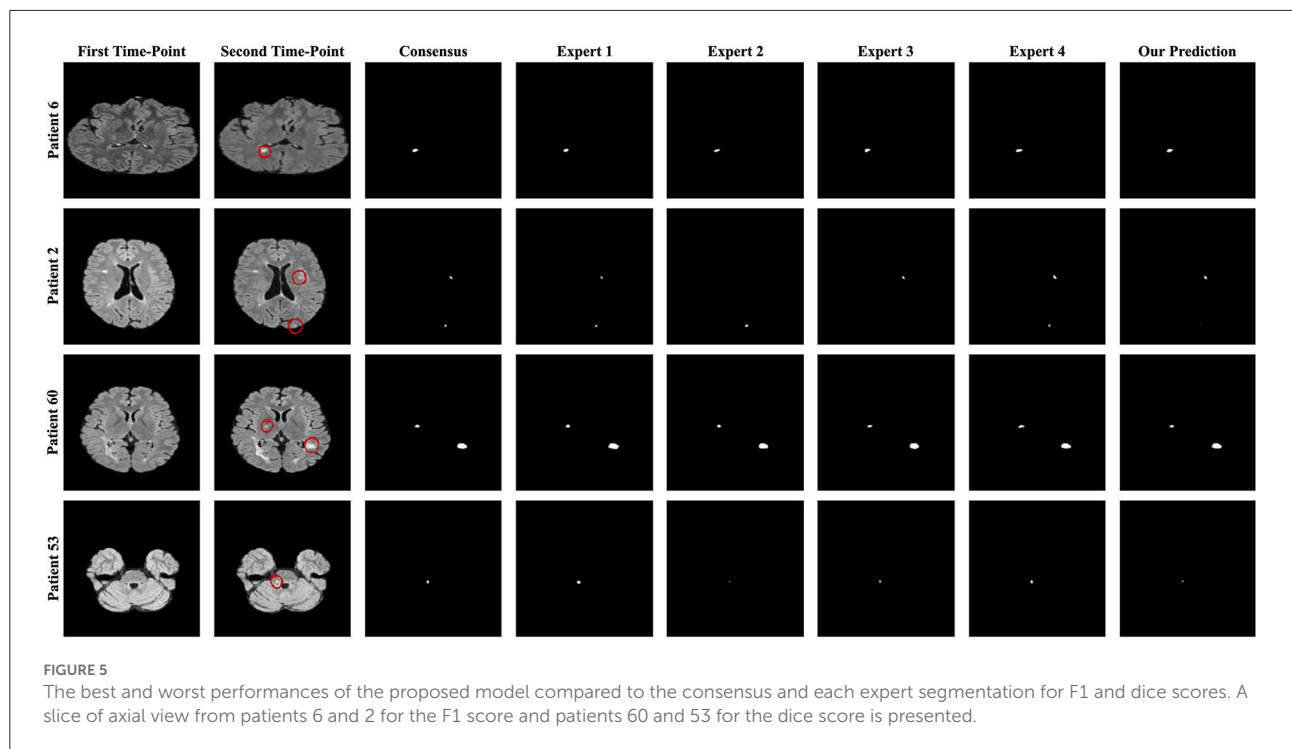 First Time-Point Second Time-Point Consensus Expert 1 Expert 2 Expert 3 Expert 4 Our Prediction
Patient 6
Patient 2
Patient 60
Patient 53
FIGURE 5
The best and worst performances of the proposed model compared to the consensus and each expert segmentation for F1 and dice scores. A
slice of axial view from patients 6 and 2 for the F1 score and patients 60 and 53 for the dice score is presented.